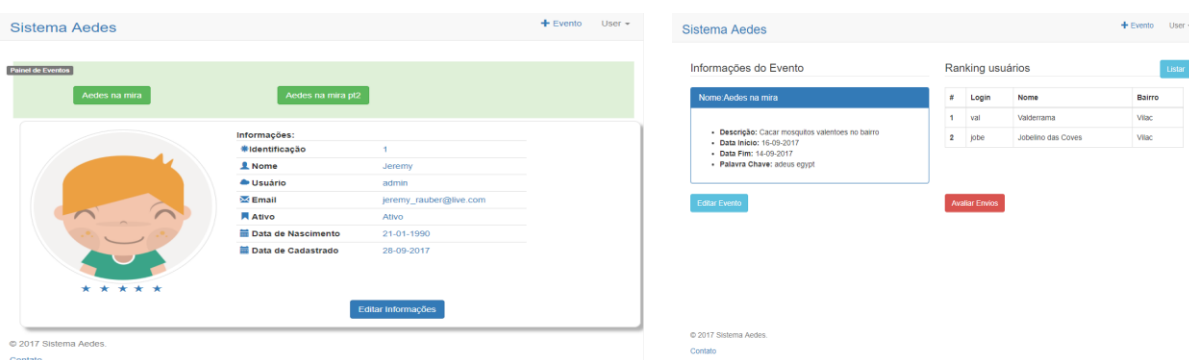 Sistema Aedes
+ Evento User
Painel de Eventos
Aedes na mira Aedes na mira pt2
Informações:
Identificação 1
Nome Jeremy
Usuário admin
Email jeremy_rauber@live.com
Ativo Ativo
Data de Nascimento 21-01-1990
Data de Cadastrado 28-09-2017
Editar Informações
© 2017 Sistema Aedes.
Contato
Sistema Aedes
+ Evento User
Informações do Evento
Nome:Aedes na mira
Descrição: Cacar mosquitos valentoes no bairro
Data Início: 16-09-2017
Data Fim: 14-09-2017
Palavra Chave: adeus egypt
Editar Evento
Ranking usuários Listar
# Login Nome Bairro
1 val Valderrama Vilac
2 jobe Jobelino das Coves Vilac
Avaliar Envios
© 2017 Sistema Aedes.
Contato